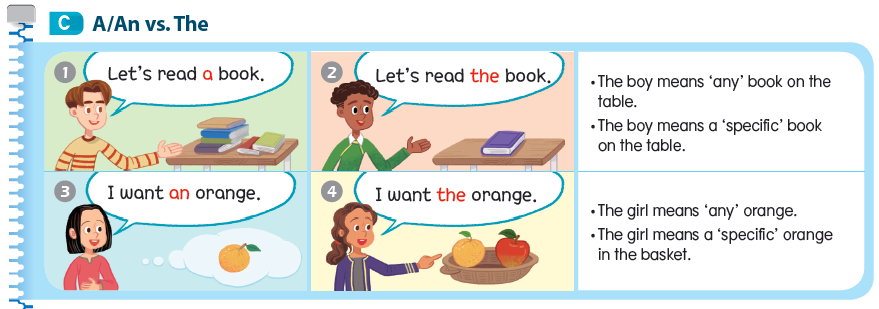 C A/An vs. The
1 Let's read a book.
2 Let's read the book.
• The boy means ‘any’ book on the
table.
• The boy means a ‘specific’ book
on the table.
3 I want an orange.
4 I want the orange.
• The girl means ‘any’ orange.
• The girl means a ‘specific’ orange
in the basket.